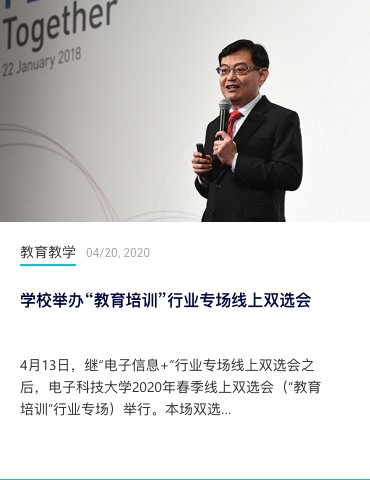 Together
22 January 2018
教育教学 04/20, 2020
学校举办“教育培训”行业专场线上双选会
4月13日，继“电子信息+”行业专场线上双选会之
后，电子科技大学2020年春季线上双选会（“教育
培训”行业专场）举行。本场双选...